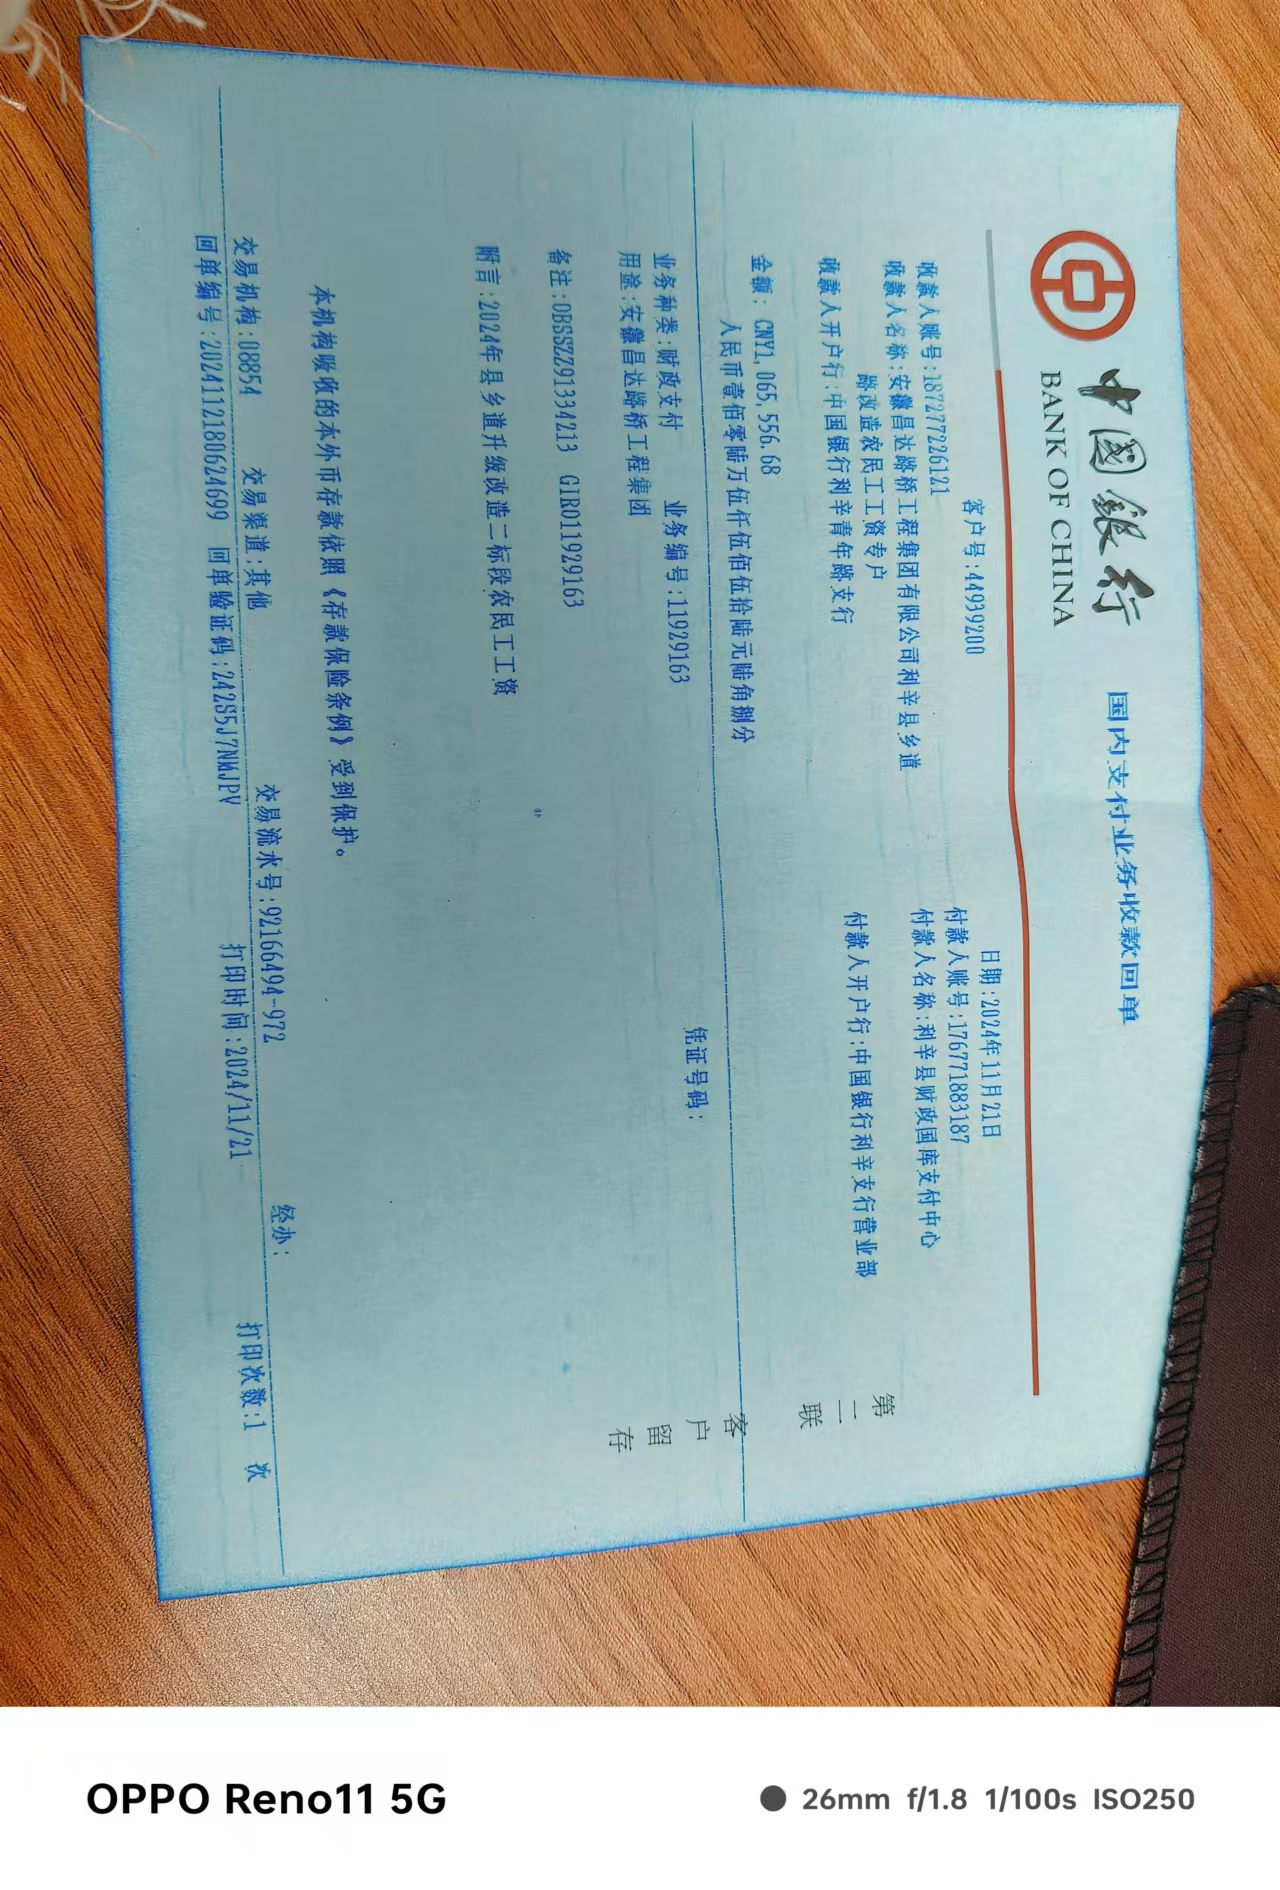 中國銀行
BANK OF CHINA
国内支付业务收款回单
客户号:44939200
日期:2024年11月21日
收款人账号:187277226121
付款人账号:176771883187
收款人名称:安徽昌达路桥工程集团有限公司利辛县乡道
路改造农民工工资专户
付款人名称:利辛县财政国库支付中心
收款人开户行:中国银行利辛青年路支行
付款人开户行:中国银行利辛支行营业部
金额: CNY1,065,556.68
人民币壹佰零陆万伍仟伍佰伍拾陆元陆角捌分
业务种类:财政支付 业务编号:11929163 凭证号码:
用途:安徽昌达路桥工程集团
备注:OBSSZZ91334213 GIRO11929163
附言:2024年县乡道升级改造二标段农民工工资
本机构吸收的本外币存款依照《存款保险条例》受到保护。
交易机构:08854 交易渠道:其他 交易流水号:92166494-972 经办:
回单编号:2024112180624699 回单验证码:242S5J7NMJPV 打印时间:2024/11/21 打印次数:1 次
第二联
客户留存
OPPO Reno11 5G
26mm f/1.8 1/100s ISO250